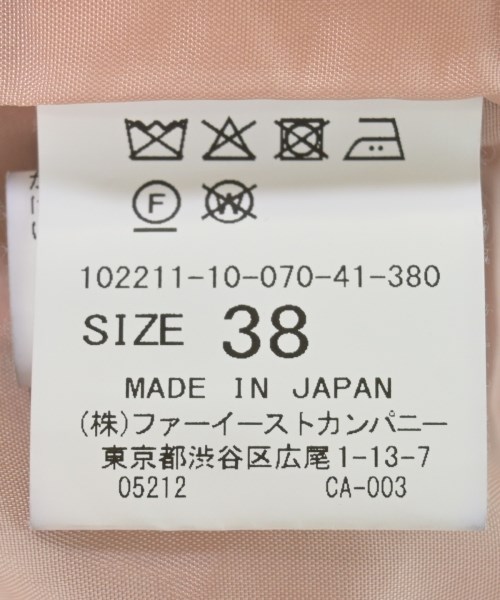 F W
102211-10-070-41-380
SIZE 38
MADE IN JAPAN
(株)ファーイーストカンパニー
東京都渋谷区広尾1-13-7
05212 CA-003